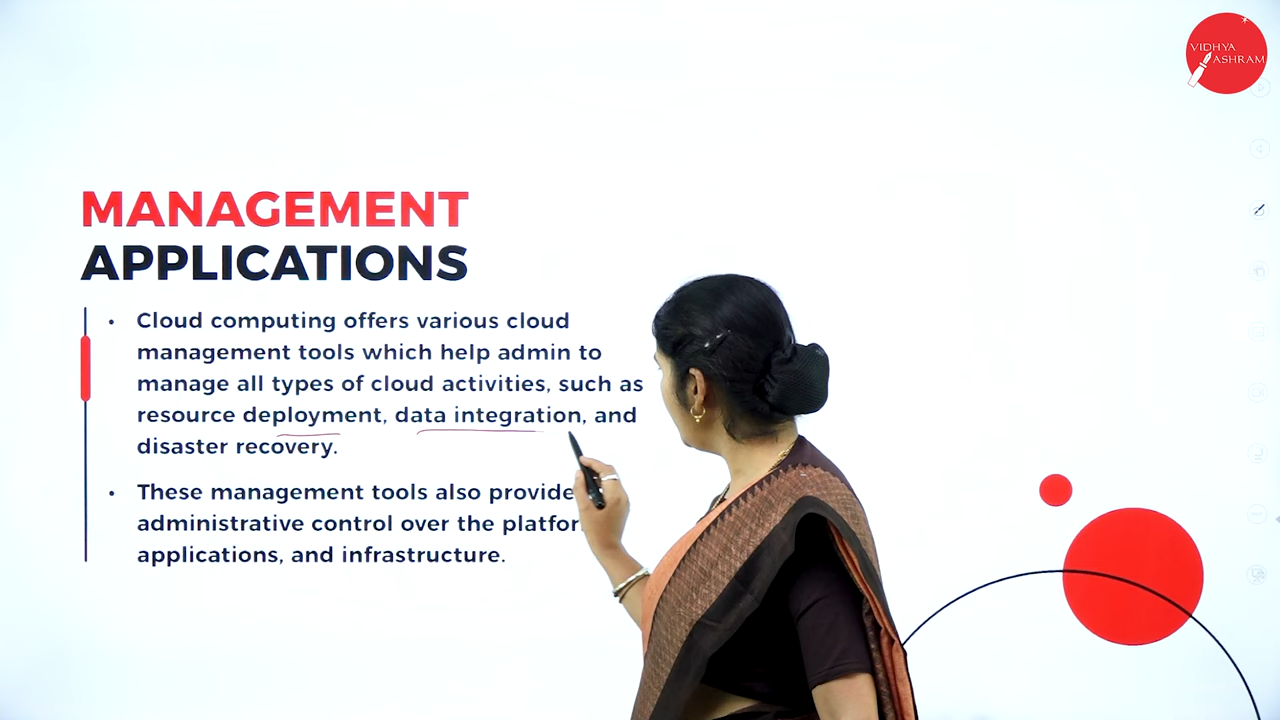 VIDHYA
ASHRAM
MANAGEMENT
APPLICATIONS
• Cloud computing offers various cloud
management tools which help admin to
manage all types of cloud activities, such as
resource deployment, data integration, and
disaster recovery.
• These management tools also provide
administrative control over the
applications, and infrastructure.